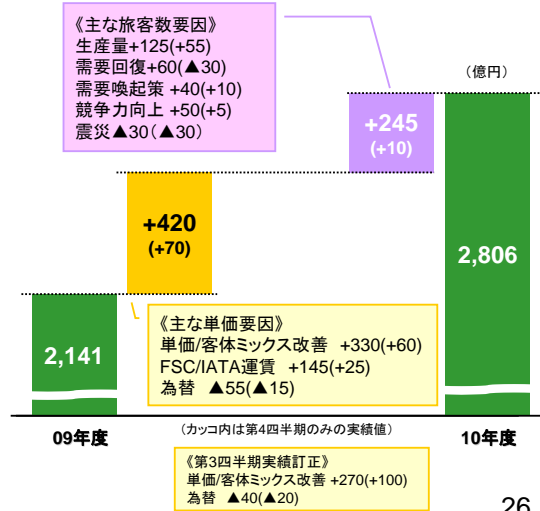 《主な旅客数要因》
生産量+125(+55)
需要回復+60(▲30)
需要喚起策 +40(+10)
競争力向上 +50(+5)
震災▲30(▲30)
(億円)
+245
(+10)
+420
(+70)
2,806
2,141
《主な単価要因》
単価/客体ミックス改善 +330(+60)
FSC/IATA運賃 +145(+25)
為替 ▲55(▲15)
09年度
(カッコ内は第4四半期のみの実績値)
10年度
《第3四半期実績訂正》
単価/客体ミックス改善 +270(+100)
為替 ▲40(▲20)
26